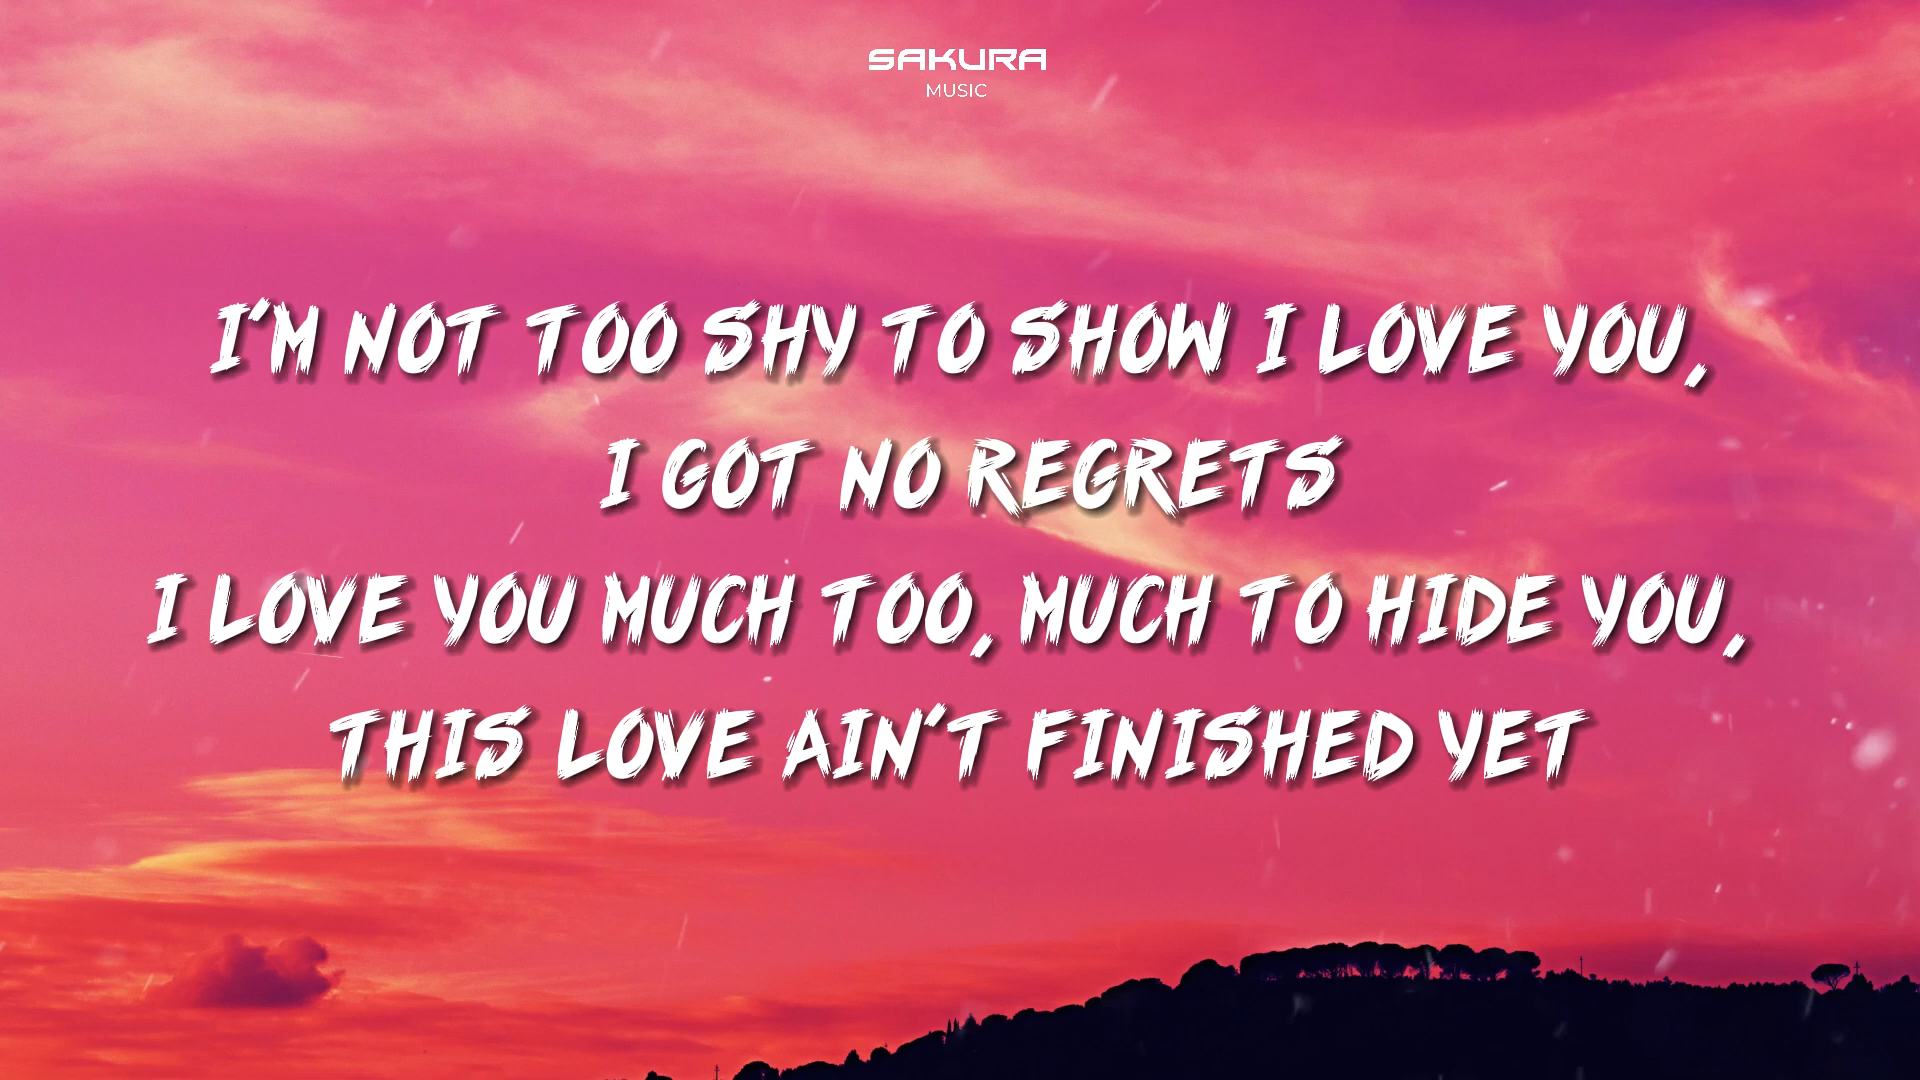 SAKURA
MUSIC
I'M NOT TOO SHY TO SHOW I LOVE YOU,
I GOT NO REGRETS
I LOVE YOU MUCH TOO, MUCH TO HIDE YOU,
THIS LOVE AIN'T FINISHED YET